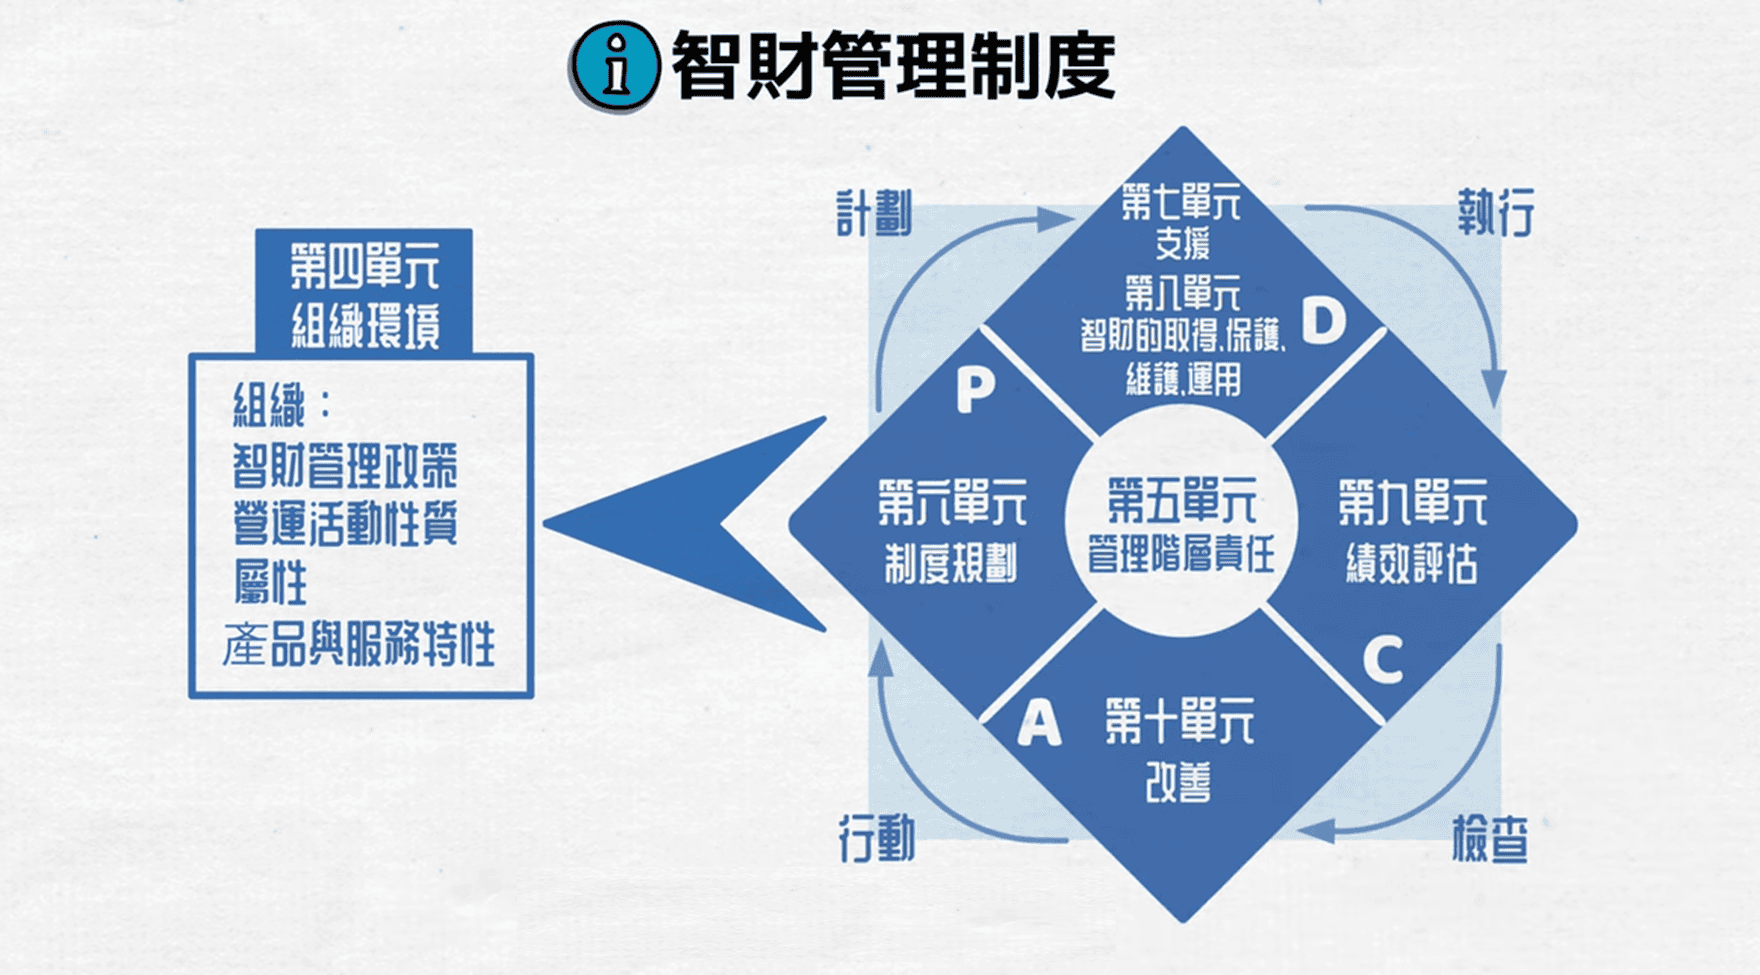 i 智財管理制度
第四單元
組織環境
組織：
智財管理政策
營運活動性質
屬性
產品與服務特性
計劃
執行
第七單元
支援
第八單元
智財的取得、保護、
維護、運用
D
P
第六單元
制度規劃
第五單元
管理階層責任
第九單元
績效評估
C
A
第十單元
改善
行動
檢查